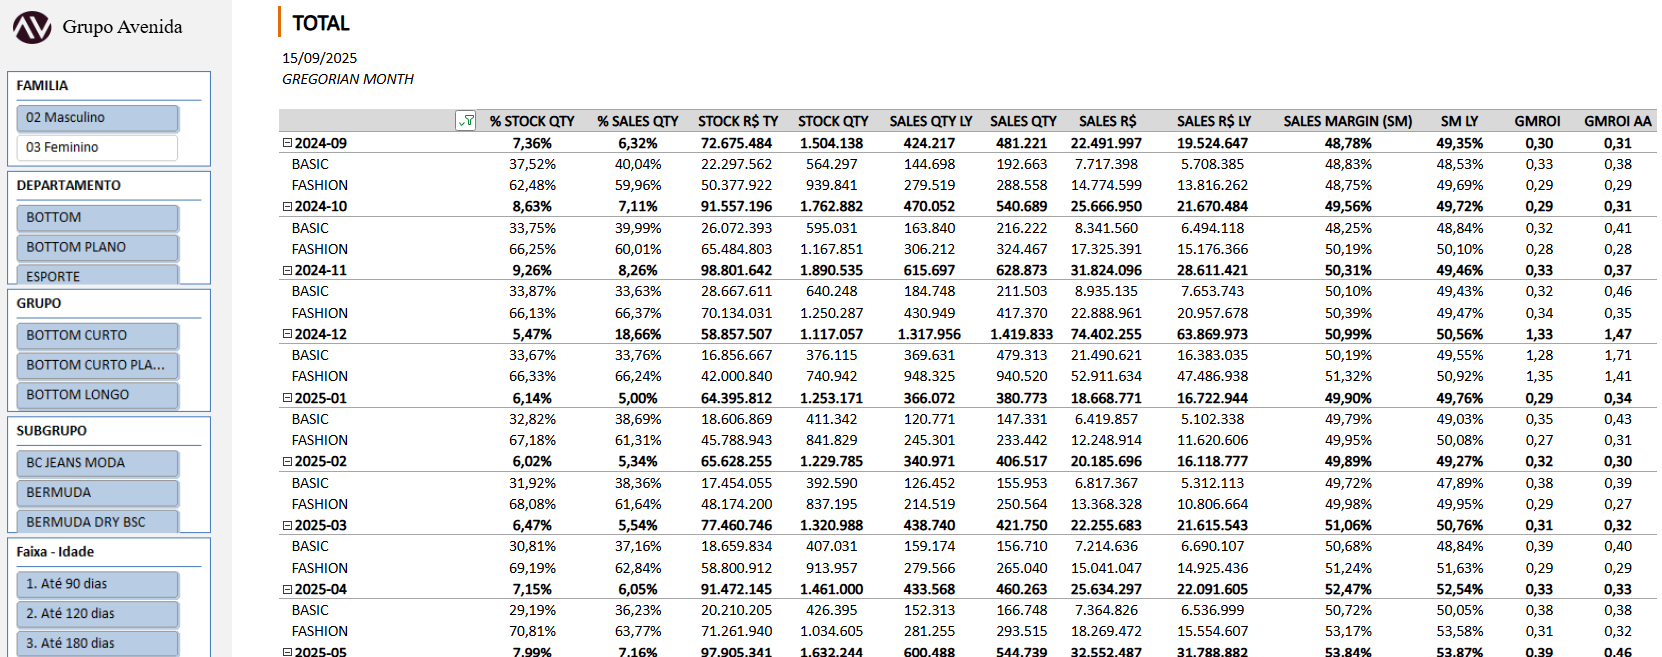 Grupo Avenida
FAMILIA
02 Masculino
03 Feminino
DEPARTAMENTO
BOTTOM
BOTTOM PLANO
ESPORTE
GRUPO
BOTTOM CURTO
BOTTOM CURTO PLA...
BOTTOM LONGO
SUBGRUPO
BC JEANS MODA
BERMUDA
BERMUDA DRY BSC
Faixa - Idade
1. Até 90 dias
2. Até 120 dias
3. Até 180 dias
TOTAL
15/09/2025
GREGORIAN MONTH
% STOCK QTY % SALES QTY STOCK R$ TY STOCK QTY SALES QTY LY SALES QTY SALES R$ SALES R$ LY SALES MARGIN (SM) SM LY GMROI GMROI AA
2024-09 7,36% 6,32% 72.675.484 1.504.138 424.217 481.221 22.491.997 19.524.647 48,78% 49,35% 0,30 0,31
BASIC 37,52% 40,04% 22.297.562 564.297 144.698 192.663 7.717.398 5.708.385 48,83% 48,53% 0,33 0,38
FASHION 62,48% 59,96% 50.377.922 939.841 279.519 288.558 14.774.599 13.816.262 48,75% 49,69% 0,29 0,29
2024-10 8,63% 7,11% 91.557.196 1.762.882 470.052 540.689 25.666.950 21.670.484 49,56% 49,72% 0,29 0,31
BASIC 33,75% 39,99% 26.072.393 595.031 163.840 216.222 8.341.560 6.494.118 48,25% 48,84% 0,32 0,41
FASHION 66,25% 60,01% 65.484.803 1.167.851 306.212 324.467 17.325.391 15.176.366 50,19% 50,10% 0,28 0,28
2024-11 9,26% 8,26% 98.801.642 1.890.535 615.697 628.873 31.824.096 28.611.421 50,31% 49,46% 0,33 0,37
BASIC 33,87% 33,63% 28.667.611 640.248 184.748 211.503 8.935.135 7.653.743 50,10% 49,43% 0,32 0,46
FASHION 66,13% 66,37% 70.134.031 1.250.287 430.949 417.370 22.888.961 20.957.678 50,39% 49,47% 0,34 0,35
2024-12 5,47% 18,66% 58.857.507 1.117.057 1.317.956 1.419.833 74.402.255 63.869.973 50,99% 50,56% 1,33 1,47
BASIC 33,67% 33,76% 16.856.667 376.115 369.631 479.313 21.490.621 16.383.035 50,19% 49,55% 1,28 1,71
FASHION 66,33% 66,24% 42.000.840 740.942 948.325 940.520 52.911.634 47.486.938 51,32% 50,92% 1,35 1,41
2025-01 6,14% 5,00% 64.395.812 1.253.171 366.072 380.773 18.668.771 16.722.944 49,90% 49,76% 0,29 0,34
BASIC 32,82% 38,69% 18.606.869 411.342 120.771 147.331 6.419.857 5.102.338 49,79% 49,03% 0,35 0,43
FASHION 67,18% 61,31% 45.788.943 841.829 245.301 233.442 12.248.914 11.620.606 49,95% 50,08% 0,27 0,31
2025-02 6,02% 5,34% 65.628.255 1.229.785 340.971 406.517 20.185.696 16.118.777 49,89% 49,27% 0,32 0,30
BASIC 31,92% 38,36% 17.454.055 392.590 126.452 155.953 6.817.367 5.312.113 49,72% 47,89% 0,38 0,39
FASHION 68,08% 61,64% 48.174.200 837.195 214.519 250.564 13.368.328 10.806.664 49,98% 49,95% 0,29 0,27
2025-03 6,47% 5,54% 77.460.746 1.320.988 438.740 421.750 22.255.683 21.615.543 51,06% 50,76% 0,31 0,32
BASIC 30,81% 37,16% 18.659.834 407.031 159.174 156.710 7.214.636 6.690.107 50,68% 48,84% 0,39 0,40
FASHION 69,19% 62,84% 58.800.912 913.957 279.566 265.040 15.041.047 14.925.436 51,24% 51,63% 0,29 0,29
2025-04 7,15% 6,05% 91.472.145 1.461.000 433.568 460.263 25.634.297 22.091.605 52,47% 52,54% 0,33 0,33
BASIC 29,19% 36,23% 20.210.205 426.395 152.313 166.748 7.364.826 6.536.999 50,72% 50,05% 0,38 0,38
FASHION 70,81% 63,77% 71.261.940 1.034.605 281.255 293.515 18.269.472 15.554.607 53,17% 53,58% 0,31 0,32
2025-05 7,99% 7,16% 97.905.341 1.632.244 600.488 544.739 32.552.487 31.788.882 53,84% 53,87% 0,39 0,46